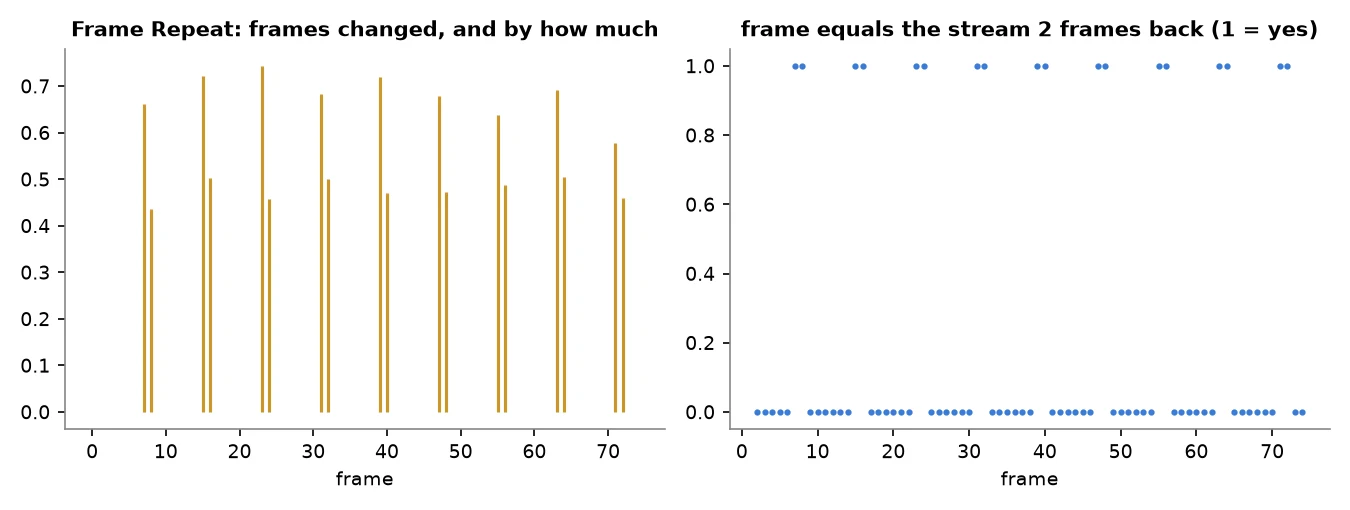 Frame Repeat: frames changed, and by how much
0.7
0.6
0.5
0.4
0.3
0.2
0.1
0.0
0 10 20 30 40 50 60 70
frame
frame equals the stream 2 frames back (1 = yes)
1.0
0.8
0.6
0.4
0.2
0.0
0 10 20 30 40 50 60 70
frame